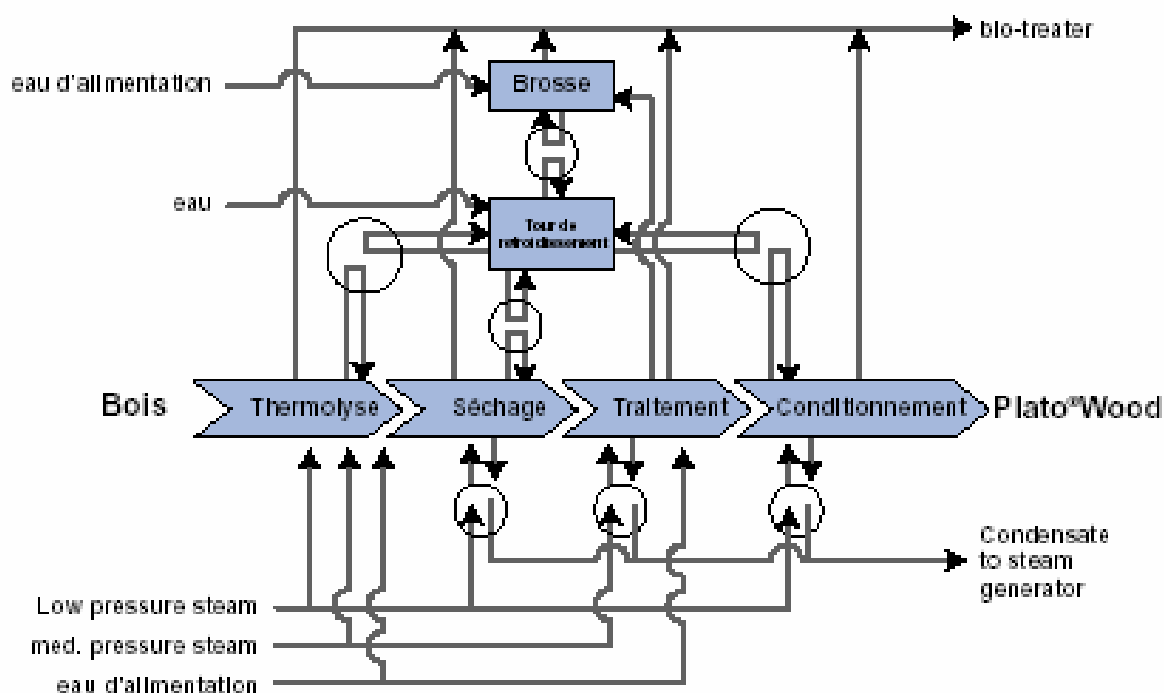 bio-treater
eau d'alimentation
Brosse
eau
Tour de
refroidissement
Bois
Thermolyse
Séchage
Traitement
Conditionnement
Plato®Wood
Condensate
to steam
generator
Low pressure steam
med. pressure steam
eau d'alimentation